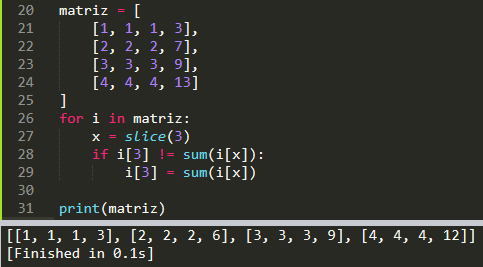 20 matriz = [
21     [1, 1, 1, 3],
22     [2, 2, 2, 7],
23     [3, 3, 3, 9],
24     [4, 4, 4, 13]
25 ]
26 for i in matriz:
27     x = slice(3)
28     if i[3] != sum(i[x]):
29         i[3] = sum(i[x])
30
31 print(matriz)
[[1, 1, 1, 3], [2, 2, 2, 6], [3, 3, 3, 9], [4, 4, 4, 12]]
[Finished in 0.1s]